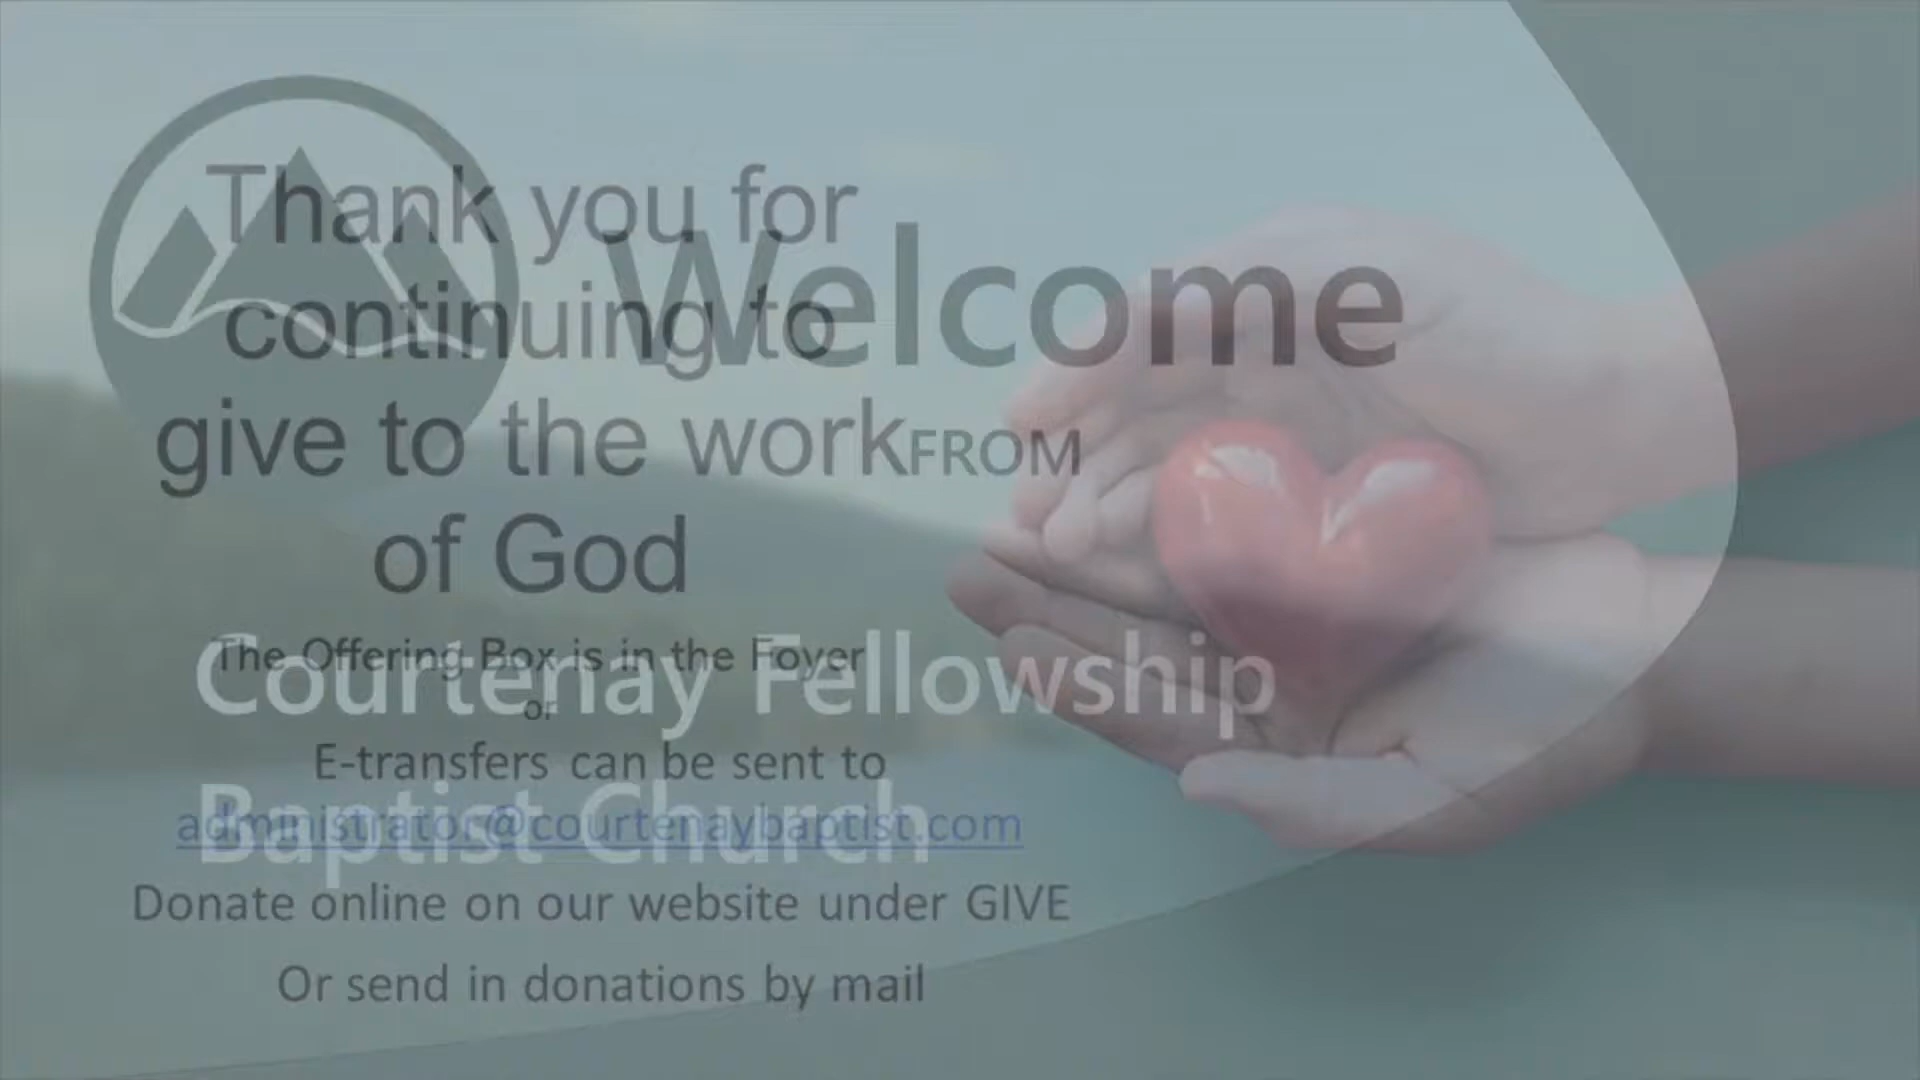 Thank you for
continuing to
give to the work
of God
The Offering Box is in the Foyer
or
E-transfers can be sent to
administrator@courtenaybaptist.com
Donate online on our website under GIVE
Or send in donations by mail
Welcome
FROM
Courtenay Fellowship
Baptist Church